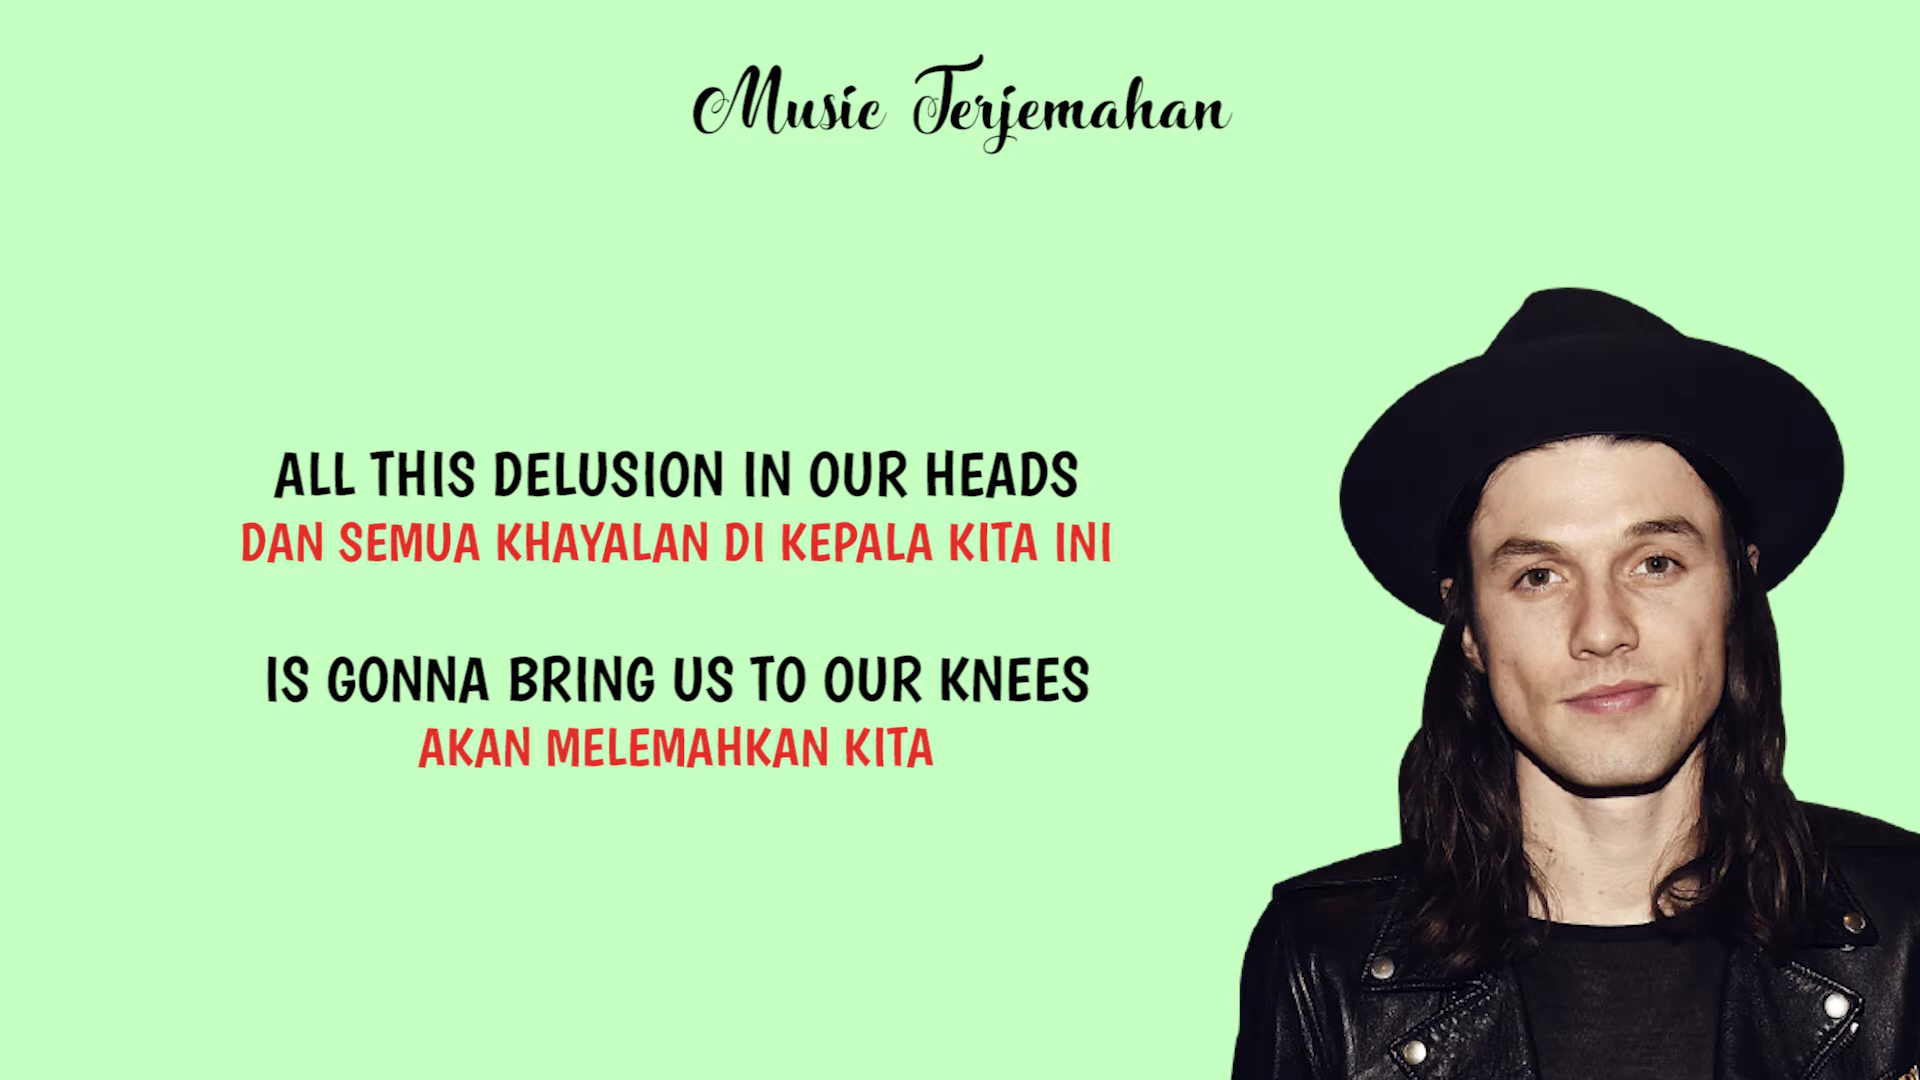 Music Terjemahan
ALL THIS DELUSION IN OUR HEADS
DAN SEMUA KHAYALAN DI KEPALA KITA INI
IS GONNA BRING US TO OUR KNEES
AKAN MELEMAHKAN KITA